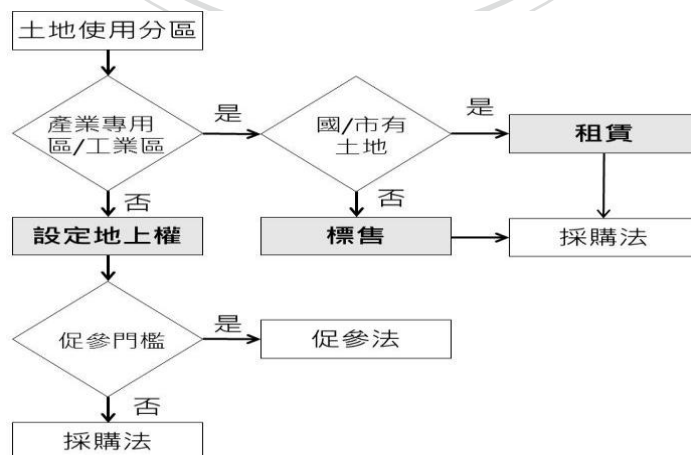 土地使用分區
產業專用
區/工業區
是
國/市有
土地
是
租賃
否
否
設定地上權
標售
採購法
促參門檻
是
促參法
否
採購法